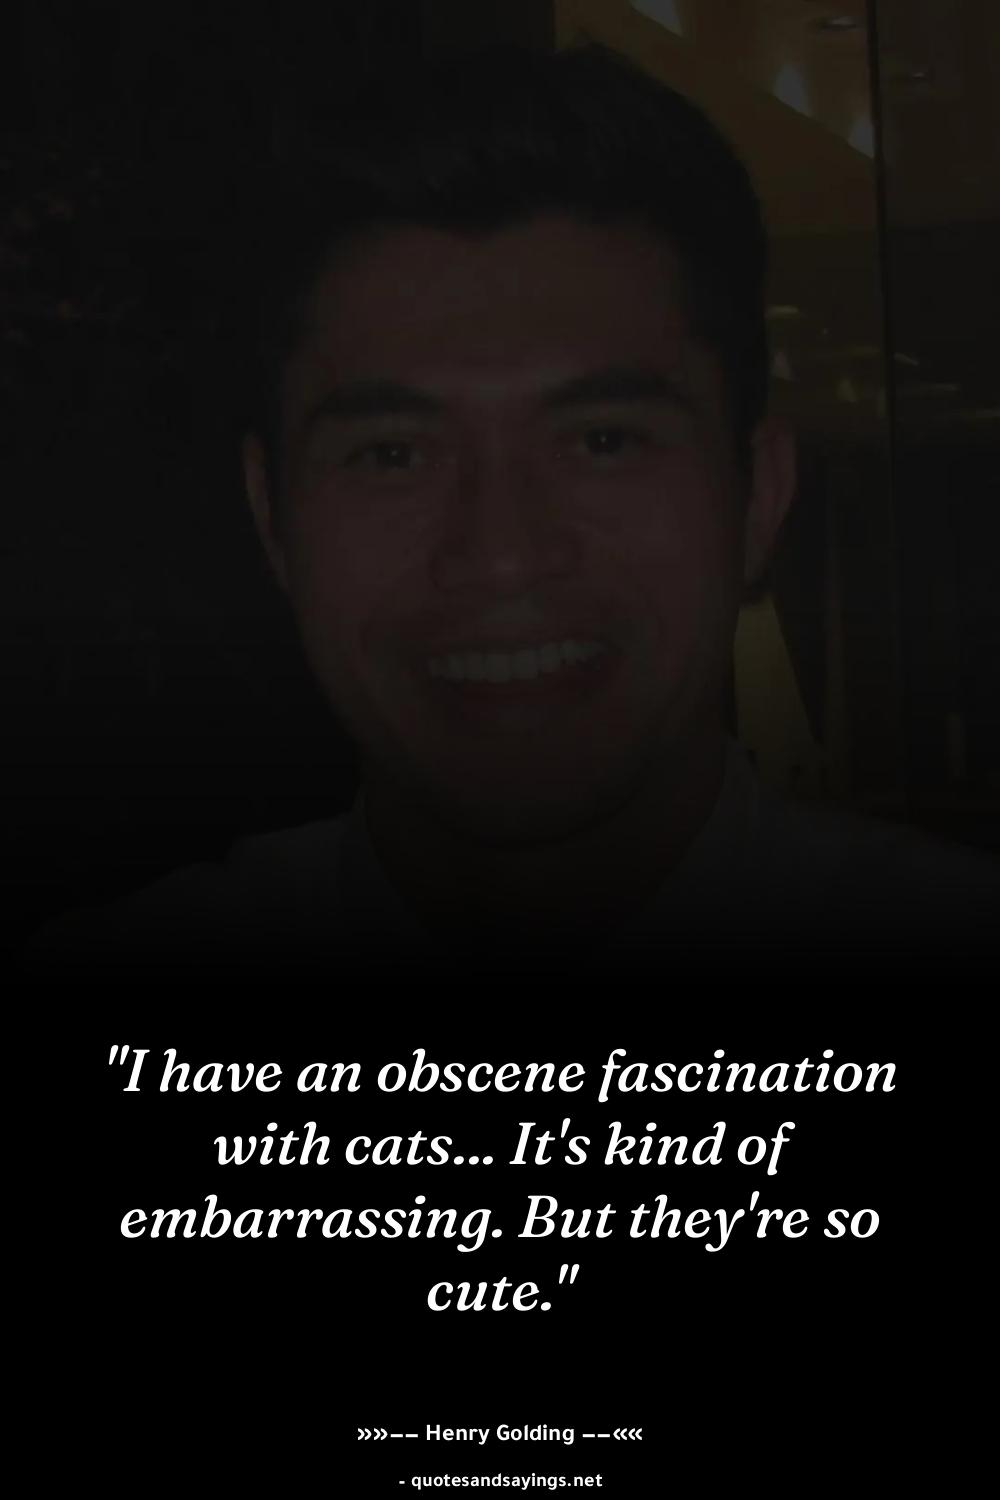 "I have an obscene fascination
with cats... It's kind of
embarrassing. But they're so
cute."
»»−− Henry Golding −−««
- quotesandsayings.net